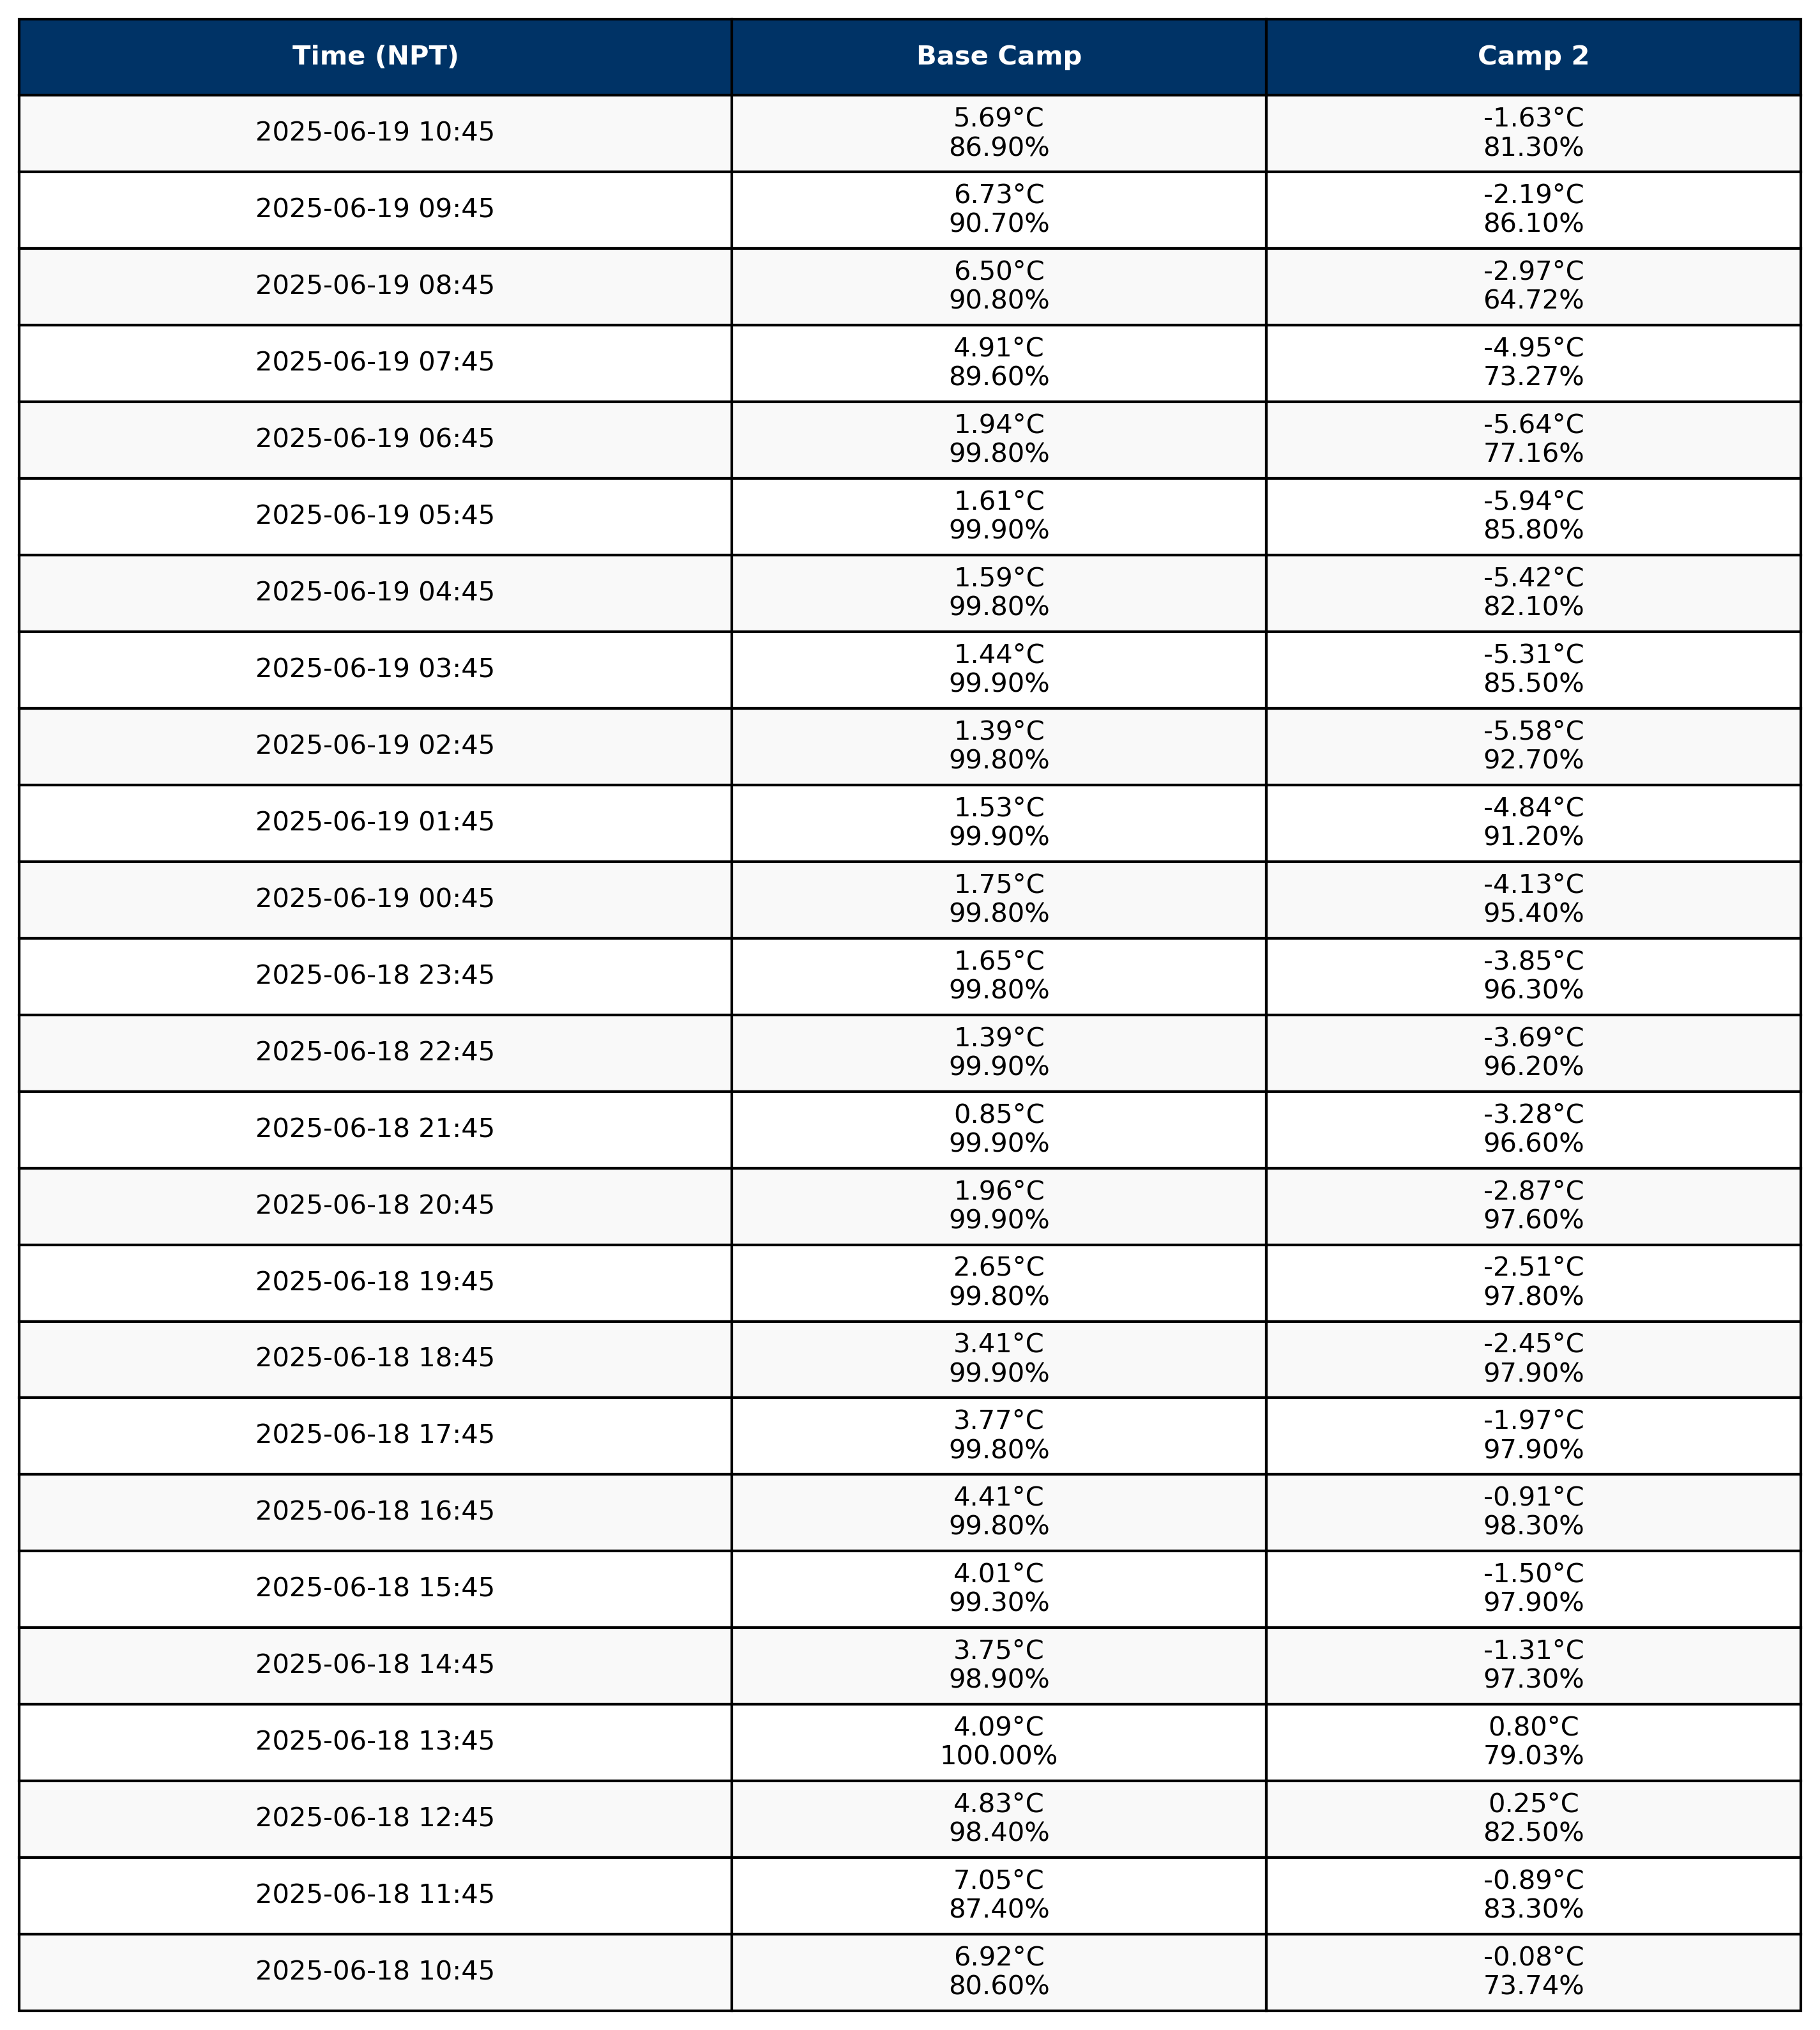 Time (NPT) Base Camp Camp 2
2025-06-19 10:45 5.69°C -1.63°C
86.90% 81.30%
2025-06-19 09:45 6.73°C -2.19°C
90.70% 86.10%
2025-06-19 08:45 6.50°C -2.97°C
90.80% 64.72%
2025-06-19 07:45 4.91°C -4.95°C
89.60% 73.27%
2025-06-19 06:45 1.94°C -5.64°C
99.80% 77.16%
2025-06-19 05:45 1.61°C -5.94°C
99.90% 85.80%
2025-06-19 04:45 1.59°C -5.42°C
99.80% 82.10%
2025-06-19 03:45 1.44°C -5.31°C
99.90% 85.50%
2025-06-19 02:45 1.39°C -5.58°C
99.80% 92.70%
2025-06-19 01:45 1.53°C -4.84°C
99.90% 91.20%
2025-06-19 00:45 1.75°C -4.13°C
99.80% 95.40%
2025-06-18 23:45 1.65°C -3.85°C
99.80% 96.30%
2025-06-18 22:45 1.39°C -3.69°C
99.90% 96.20%
2025-06-18 21:45 0.85°C -3.28°C
99.90% 96.60%
2025-06-18 20:45 1.96°C -2.87°C
99.90% 97.60%
2025-06-18 19:45 2.65°C -2.51°C
99.80% 97.80%
2025-06-18 18:45 3.41°C -2.45°C
99.90% 97.90%
2025-06-18 17:45 3.77°C -1.97°C
99.80% 97.90%
2025-06-18 16:45 4.41°C -0.91°C
99.80% 98.30%
2025-06-18 15:45 4.01°C -1.50°C
99.30% 97.90%
2025-06-18 14:45 3.75°C -1.31°C
98.90% 97.30%
2025-06-18 13:45 4.09°C 0.80°C
100.00% 79.03%
2025-06-18 12:45 4.83°C 0.25°C
98.40% 82.50%
2025-06-18 11:45 7.05°C -0.89°C
87.40% 83.30%
2025-06-18 10:45 6.92°C -0.08°C
80.60% 73.74%